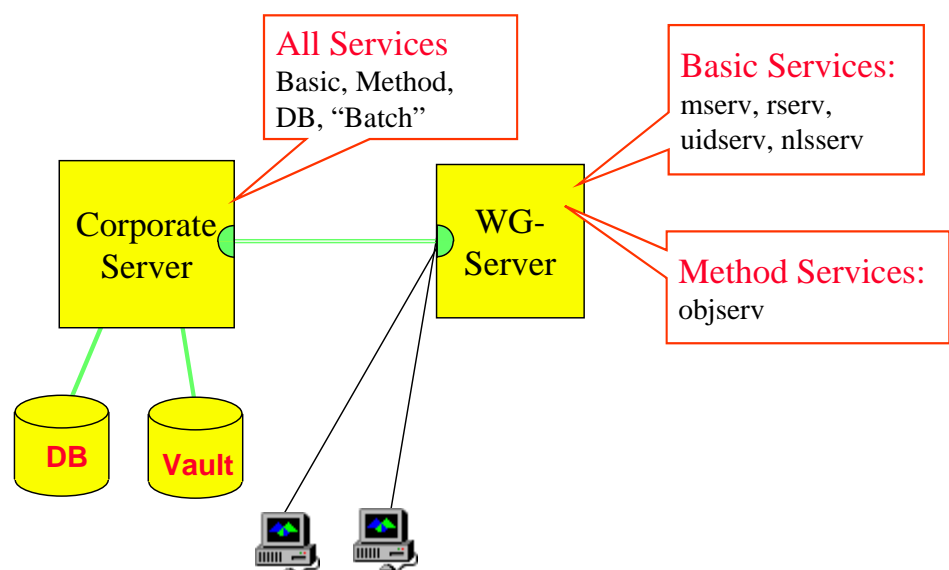 All Services
Basic, Method,
DB, “Batch”
Basic Services:
mserv, rserv,
uidserv, nlsserv
Corporate
Server
WG-
Server
Method Services:
objserv
DB
Vault